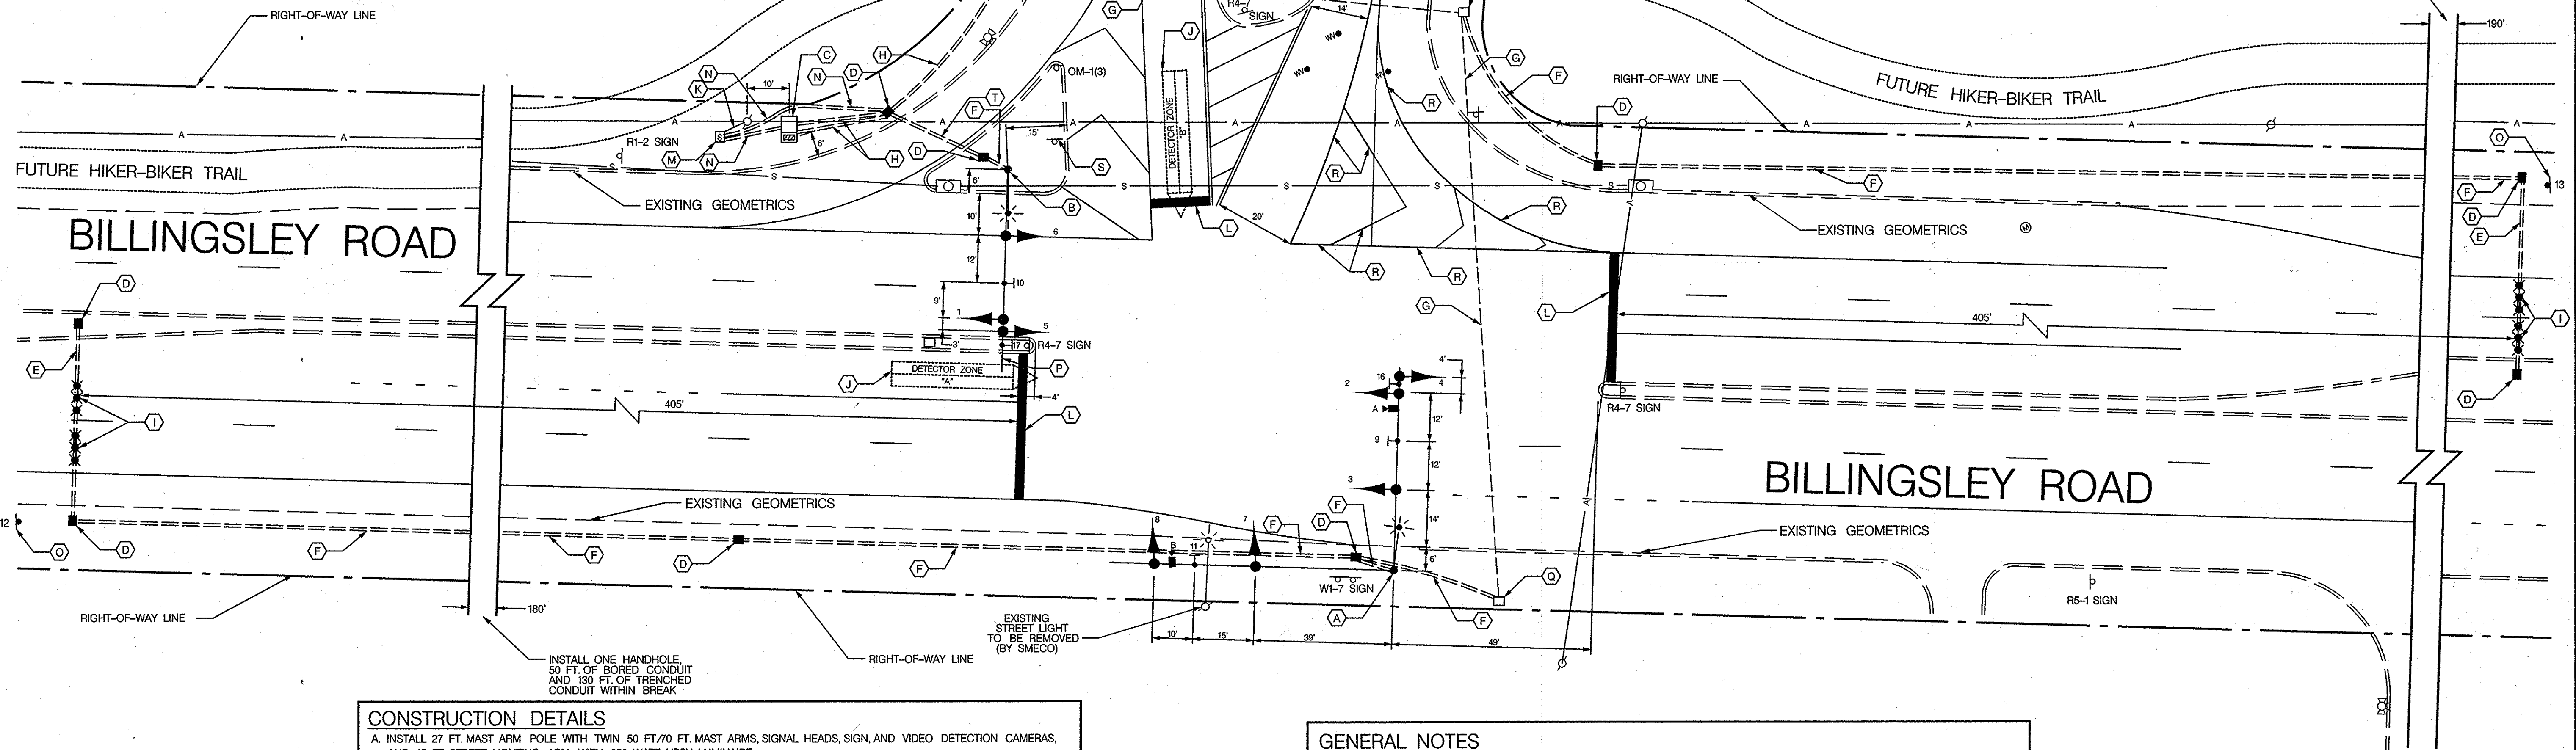 RIGHT-OF-WAY LINE
G
R4-7
SIGN
14'
J
190'
C
H
N
10'
N
D
H
K
OM-1(3)
G
F
RIGHT-OF-WAY LINE
FUTURE HIKER-BIKER TRAIL
T
F
R
D
A
A
A
A
A
A
A
A
A
A
A
A
15'
DETECTOR ZONE
"B"
S
R1-2 SIGN
6'
O
M
N
H
D
S
R
FUTURE HIKER-BIKER TRAIL
S
S
S
S
S
S
6'
F
F
13
A
EXISTING GEOMETRICS
B
R
10'
20'
D
BILLINGSLEY ROAD
6
L
EXISTING GEOMETRICS
E
12'
R
R
D
10
9'
G
L
405'
I
1
5
3'
17
R4-7 SIGN
E
DETECTOR ZONE
"A"
J
P
4'
4'
16
2
4
D
405'
A
R4-7 SIGN
L
I
12'
9
12'
BILLINGSLEY ROAD
3
EXISTING GEOMETRICS
F
A
12
8
7
F
D
14'
EXISTING GEOMETRICS
O
D
F
F
D
F
B
11
6'
Q
W1-7 SIGN
R5-1 SIGN
180'
RIGHT-OF-WAY LINE
EXISTING
STREET LIGHT
TO BE REMOVED
(BY SMECO)
A
F
10'
15'
39'
49'
INSTALL ONE HANDHOLE,
50 FT. OF BORED CONDUIT
AND 130 FT. OF TRENCHED
CONDUIT WITHIN BREAK
RIGHT-OF-WAY LINE
CONSTRUCTION DETAILS
A. INSTALL 27 FT. MAST ARM POLE WITH TWIN 50 FT/70 FT. MAST ARMS, SIGNAL HEADS, SIGN, AND VIDEO DETECTION CAMERAS,
GENERAL NOTES